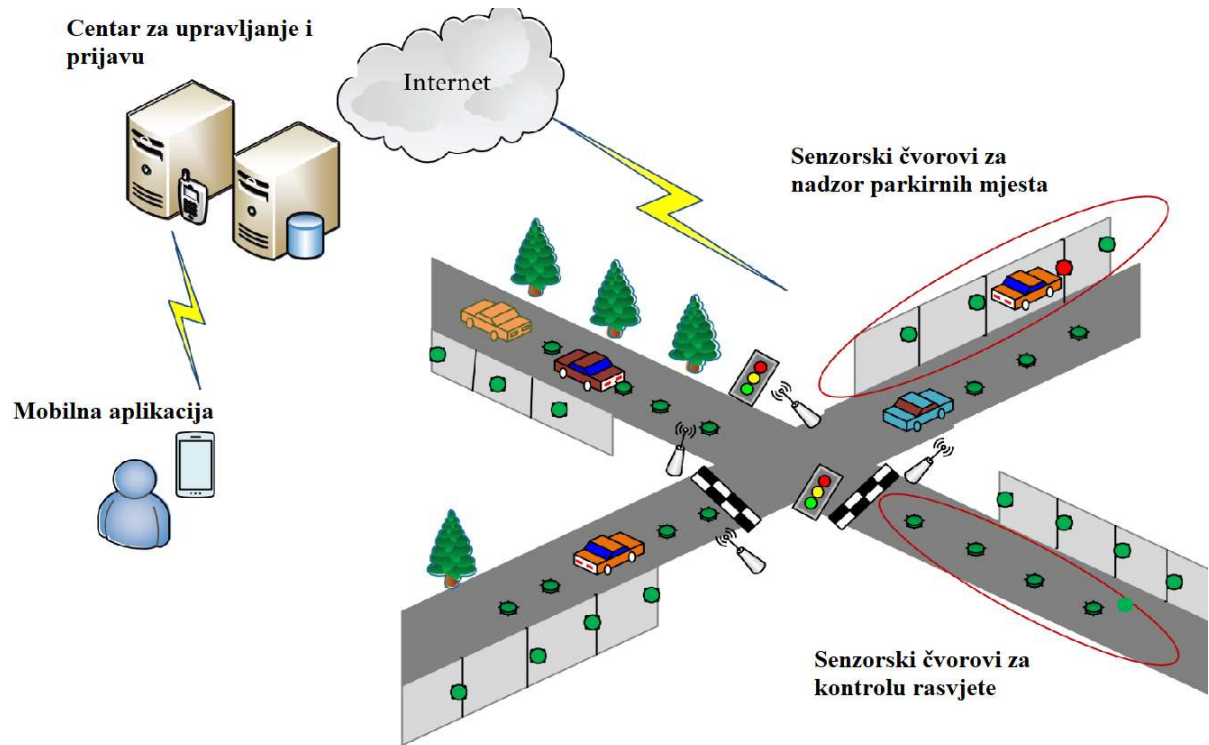 Centar za upravljanje i
prijavu
Internet
Senzorski čvorovi za
nadzor parkirnih mjesta
Mobilna aplikacija
Senzorski čvorovi za
kontrolu rasvjete